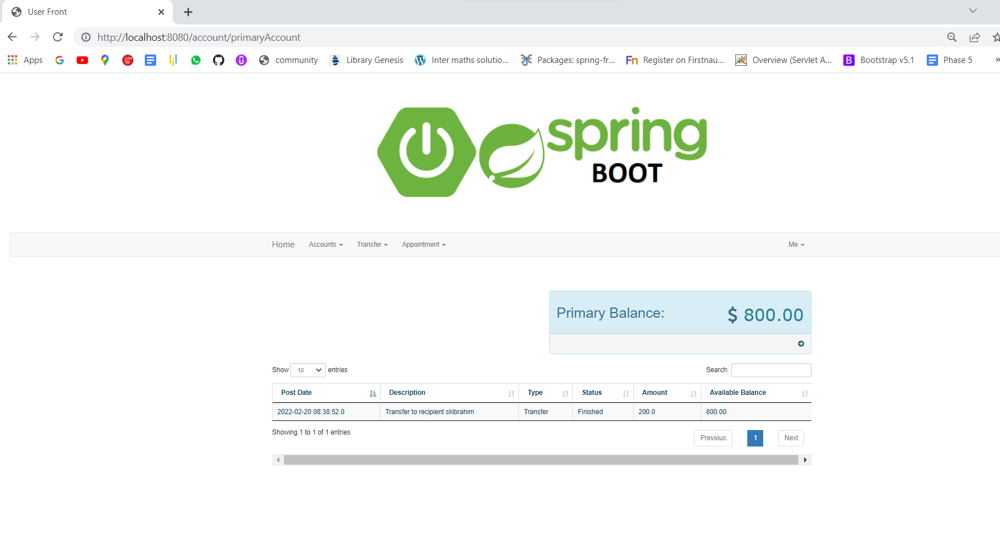 User Front
http://localhost:8080/account/primaryAccount
Apps community Library Genesis Inter maths solutio... Packages: spring-fr... Register on Firstnau... Overview (Servlet A... Bootstrap v5.1 Phase 5 »
spring
BOOT
Home Accounts Transfer Appointment Me
Primary Balance: $ 800.00
Show 10 entries Search:
Post Date Description Type Status Amount Available Balance
2022-02-20 08:38:52.0 Transfer to recipient skibrahim Transfer Finished 200.0 800.00
Showing 1 to 1 of 1 entries Previous 1 Next